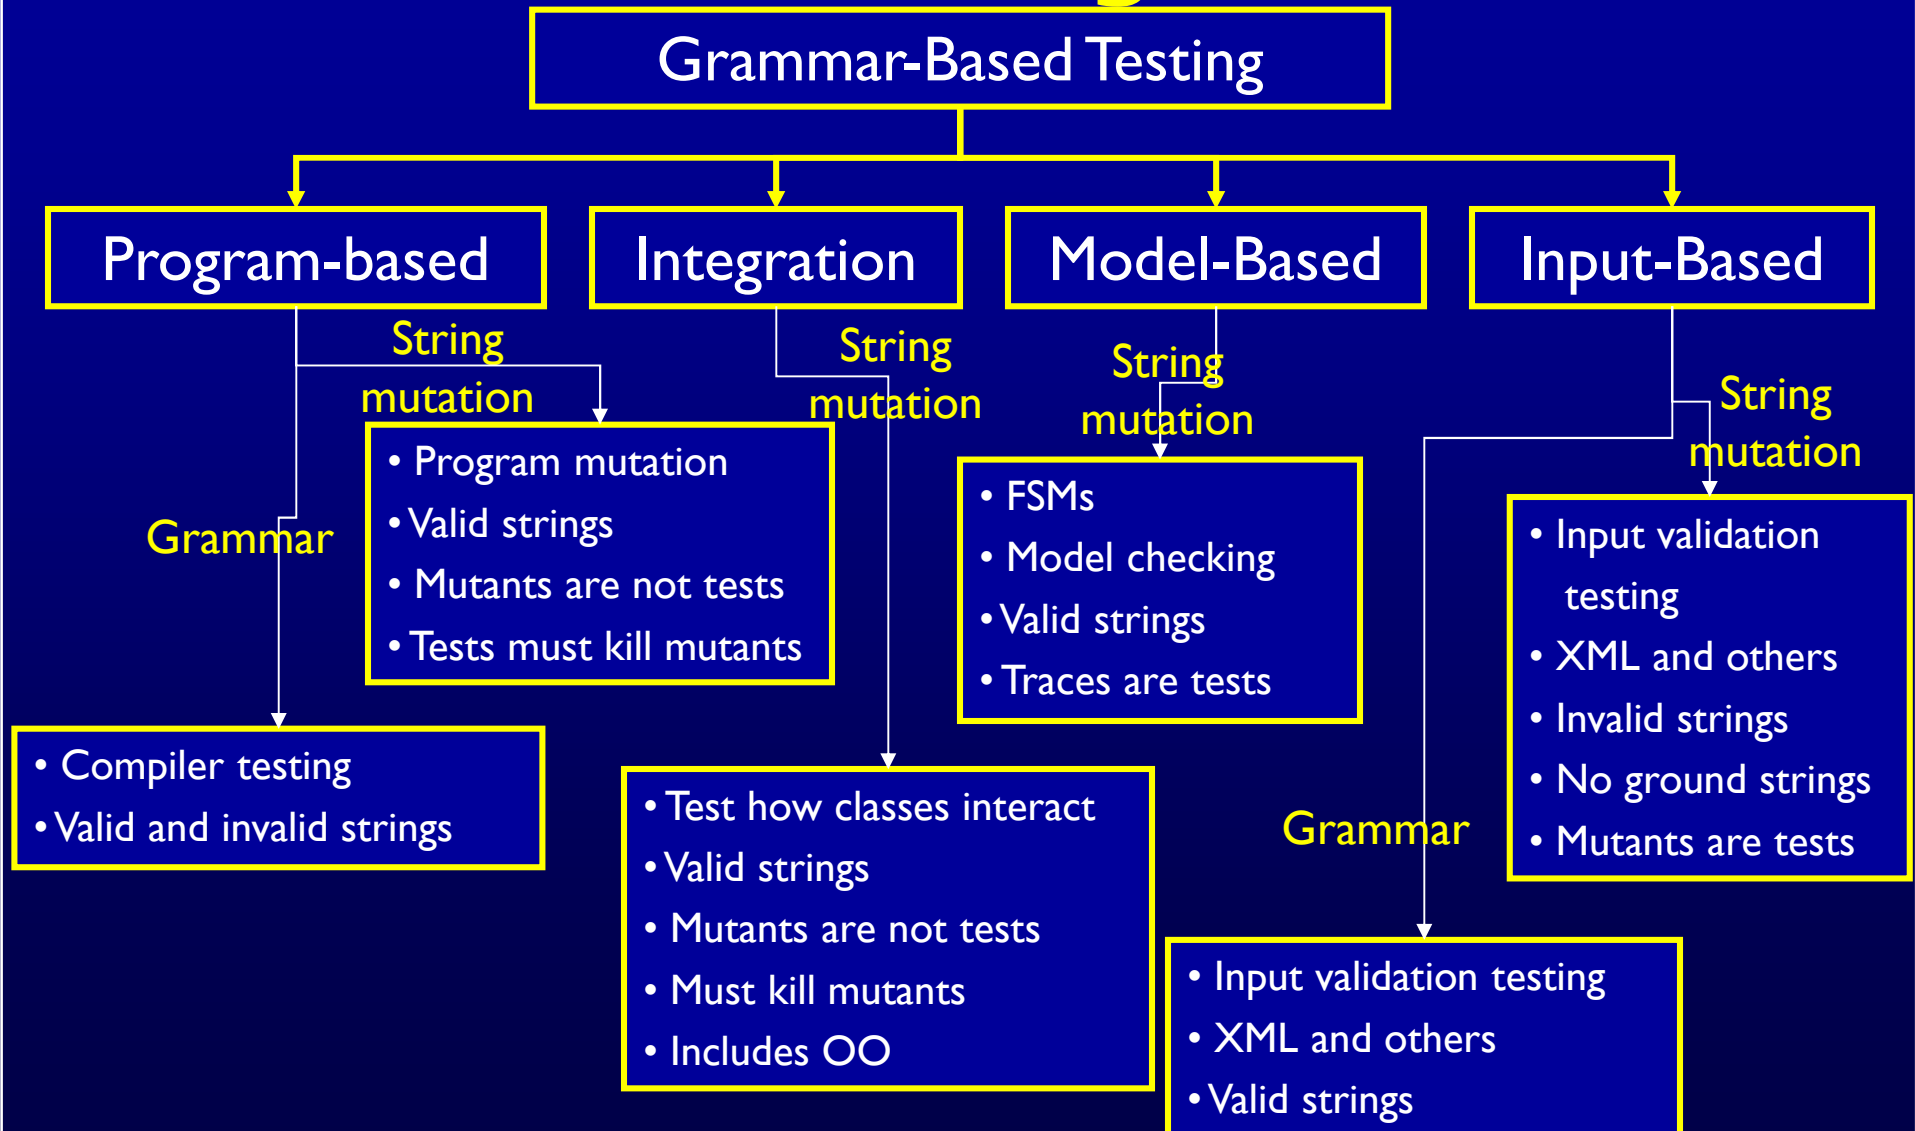 Grammar-Based Testing
Program-based
Integration
Model-Based
Input-Based
String
mutation
String
mutation
String
mutation
String
mutation
• Program mutation
• Valid strings
• Mutants are not tests
• Tests must kill mutants
Grammar
• Compiler testing
• Valid and invalid strings
• Test how classes interact
• Valid strings
• Mutants are not tests
• Must kill mutants
• Includes OO
• FSMs
• Model checking
• Valid strings
• Traces are tests
• Input validation
testing
• XML and others
• Invalid strings
• No ground strings
• Mutants are tests
Grammar
• Input validation testing
• XML and others
• Valid strings